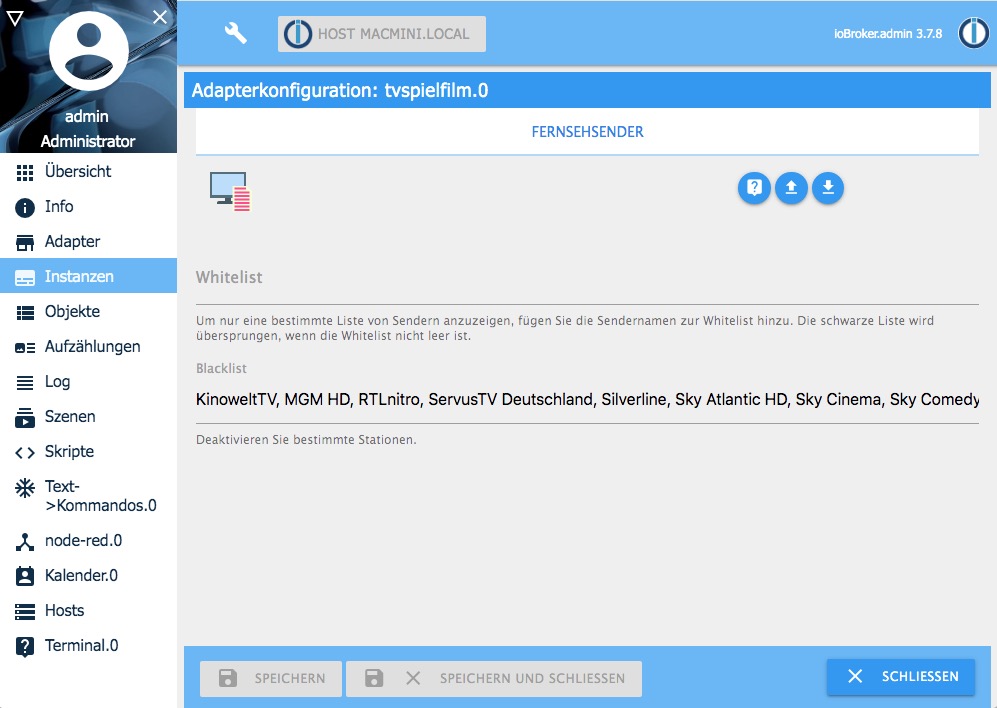 admin
Administrator
Übersicht
Info
Adapter
Instanzen
Objekte
Aufzählungen
Log
Szenen
Skripte
Text-
>Kommandos.0
node-red.0
Kalender.0
Hosts
Terminal.0
HOST MACMINI.LOCAL
ioBroker.admin 3.7.8
Adapterkonfiguration: tvspielfilm.0
FERNSEHSENDER
Whitelist
Um nur eine bestimmte Liste von Sendern anzuzeigen, fügen Sie die Sendernamen zur Whitelist hinzu. Die schwarze Liste wird
übersprungen, wenn die Whitelist nicht leer ist.
Blacklist
KinoweltTV, MGM HD, RTLnitro, ServusTV Deutschland, Silverline, Sky Atlantic HD, Sky Cinema, Sky Comedy
Deaktivieren Sie bestimmte Stationen.
SPEICHERN
SPEICHERN UND SCHLIESSEN
SCHLIESSEN